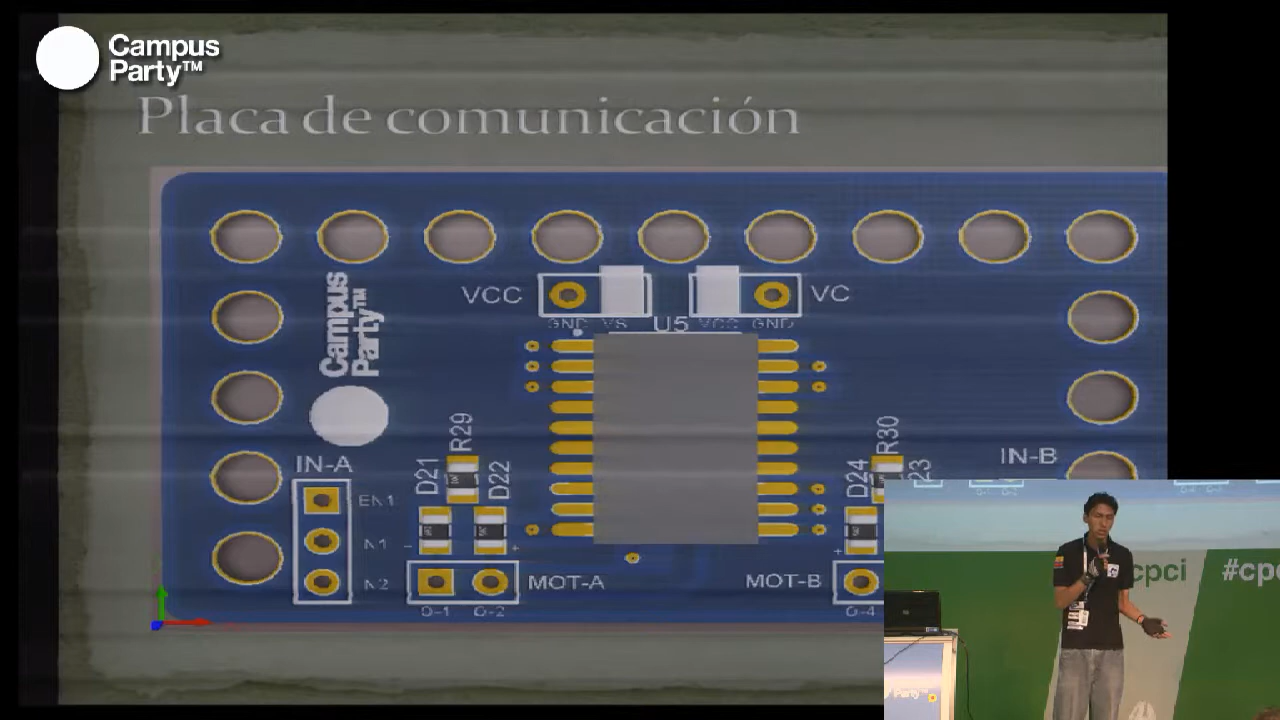 Campus
Party™
Placa de comunicación
VCC
VC
GND VS
U5
VCC GND
Campus
Party™
IN-A
EN1
N1
N2
D21
R29
D22
MOT-A
O-1 O-2
MOT-B
O-4
D24
R30
23
IN-B
cpci
#cp